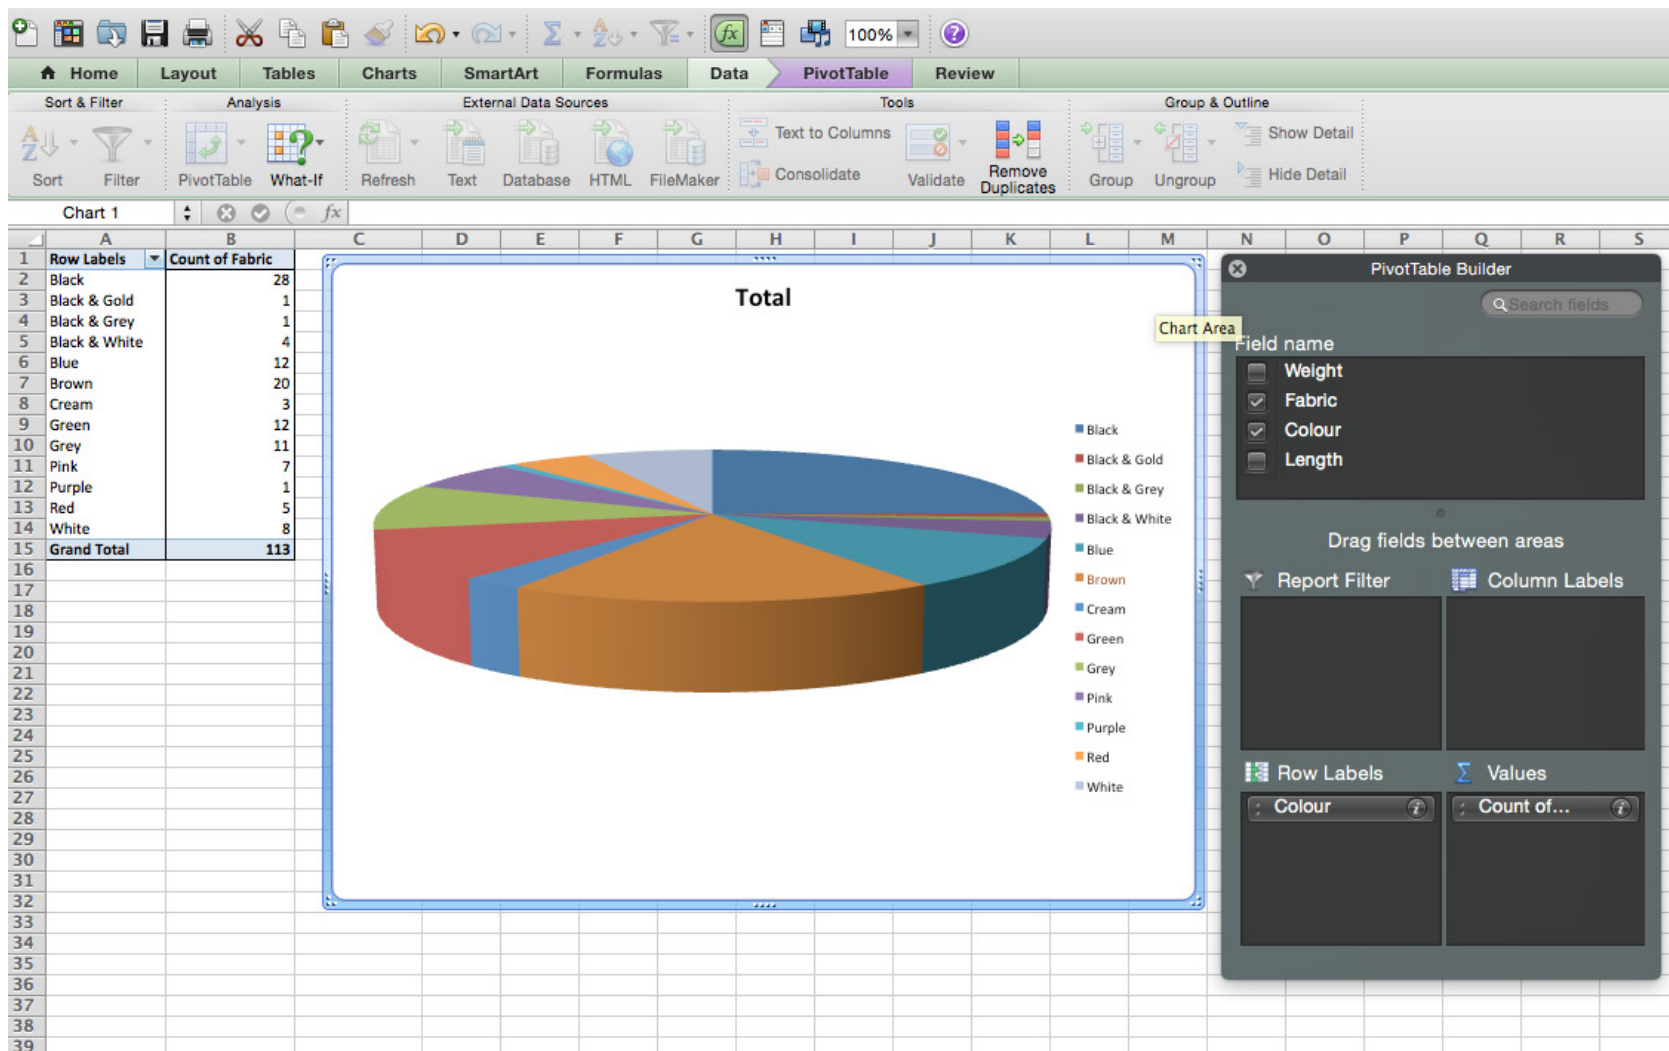 100%
Home Layout Tables Charts SmartArt Formulas Data PivotTable Review
Sort & Filter Analysis External Data Sources Tools Group & Outline
Text to Columns Show Detail
Consolidate Hide Detail
Sort Filter PivotTable What-If Refresh Text Database HTML FileMaker Validate Remove Duplicates Group Ungroup
Chart 1 fx
A B C D E F G H I J K L M N O P Q R S
1 Row Labels Count of Fabric
2 Black 28
3 Black & Gold 1
4 Black & Grey 1
5 Black & White 4
6 Blue 12
7 Brown 20
8 Cream 3
9 Green 12
10 Grey 11
11 Pink 7
12 Purple 1
13 Red 5
14 White 8
15 Grand Total 113
16
17
18
19
20
21
22
23
24
25
26
27
28
29
30
31
32
33
34
35
36
37
38
39
Total
Chart Area
Black
Black & Gold
Black & Grey
Black & White
Blue
Brown
Cream
Green
Grey
Pink
Purple
Red
White
PivotTable Builder
Search fields
Field name
Weight
Fabric
Colour
Length
Drag fields between areas
Report Filter Column Labels
Row Labels Values
Colour Count of...